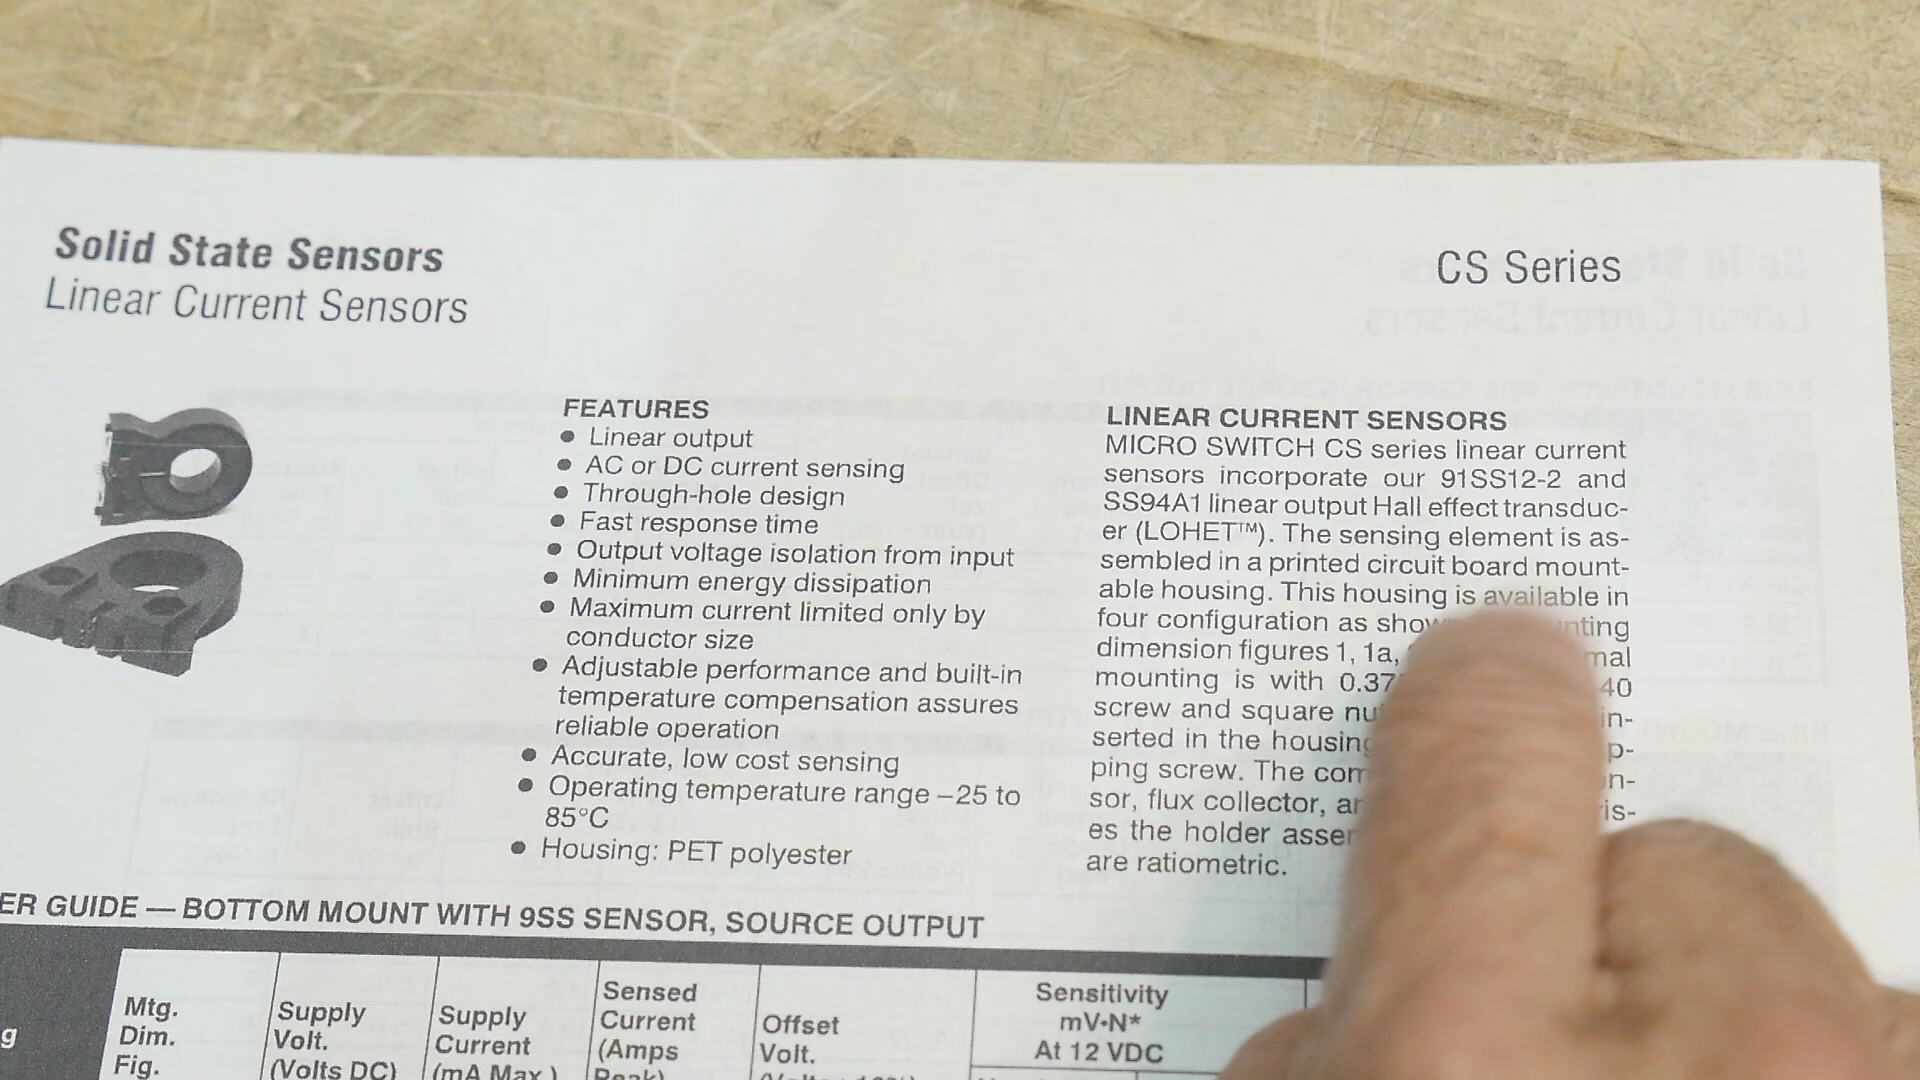 Solid State Sensors
Linear Current Sensors
CS Series
FEATURES
● Linear output
● AC or DC current sensing
● Through-hole design
● Fast response time
● Output voltage isolation from input
● Minimum energy dissipation
● Maximum current limited only by
conductor size
● Adjustable performance and built-in
temperature compensation assures
reliable operation
● Accurate, low cost sensing
● Operating temperature range –25 to
85°C
● Housing: PET polyester
LINEAR CURRENT SENSORS
MICRO SWITCH CS series linear current
sensors incorporate our 91SS12-2 and
SS94A1 linear output Hall effect transduc-
er (LOHET™). The sensing element is as-
sembled in a printed circuit board mount-
able housing. This housing is available in
four configuration as
dimension figures 1, 1a,
mounting is with 40
screw and square in-
serted in the housing p-
ping screw. The
sor, flux collector,
es the holder
are ratiometric.
ER GUIDE — BOTTOM MOUNT WITH 9SS SENSOR, SOURCE OUTPUT
g
Mtg.
Dim.
Fig.
Supply
Volt.
(Volts DC)
Supply
Current
(mA Max.)
Sensed
Current
(Amps
Peak)
Offset
Volt.
Sensitivity
mV•N*
At 12 VDC